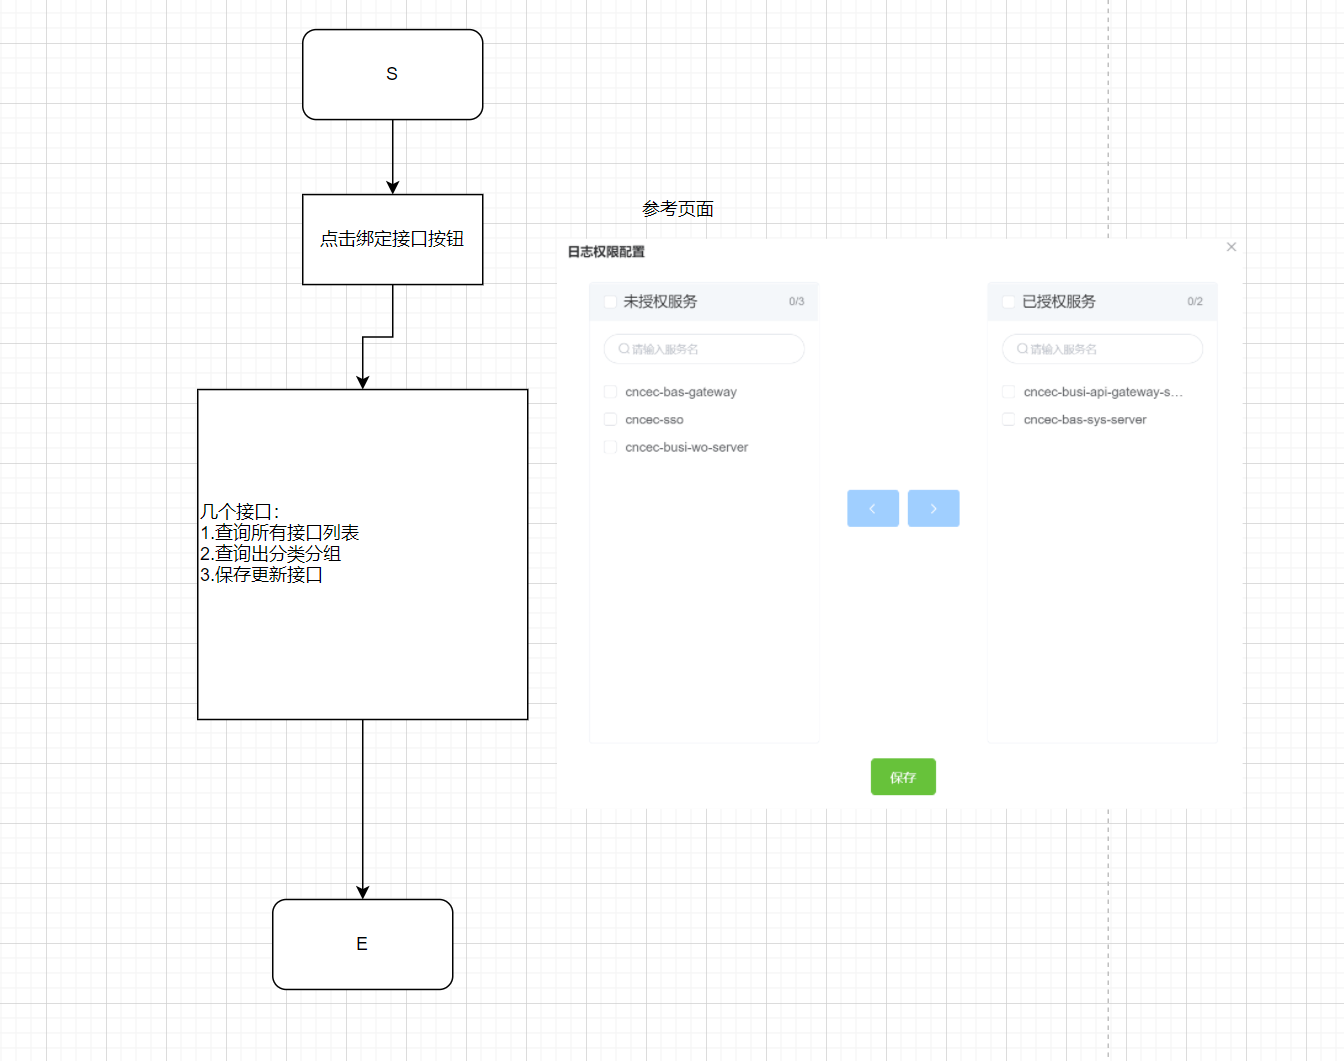 S
点击绑定接口按钮
几个接口：
1.查询所有接口列表
2.查询出分类分组
3.保存更新接口
E
参考页面
日志权限配置
未授权服务 0/3
请输入服务名
cncec-bas-gateway
cncec-sso
cncec-busi-wo-server
已授权服务 0/2
请输入服务名
cncec-busi-api-gateway-s...
cncec-bas-sys-server
保存